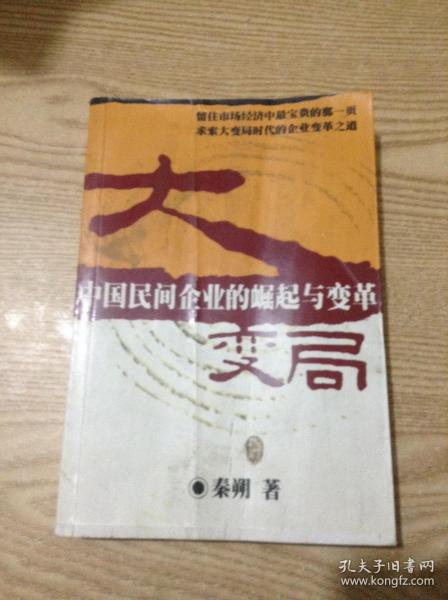 留住市场经济中最宝贵的那一页
求索大变局时代的企业变革之道
大
中国民间企业的崛起与变革
变局
秦朔 著
孔夫子旧书网
www.kongfz.com